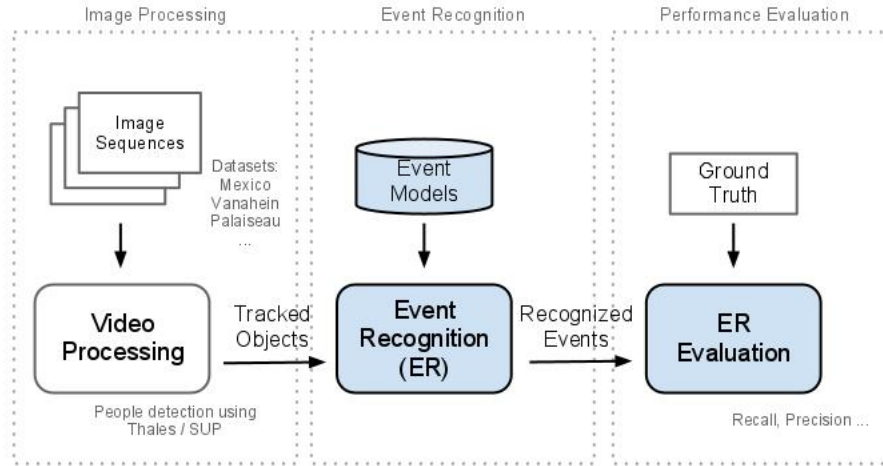 Image Processing
Event Recognition
Performance Evaluation
Image
Sequences
Datasets:
Mexico
Vanahein
Palaiseau
...
Event
Models
Ground
Truth
Video
Processing
Tracked
Objects
Event
Recognition
(ER)
Recognized
Events
ER
Evaluation
People detection using
Thales / SUP
Recall, Precision ...